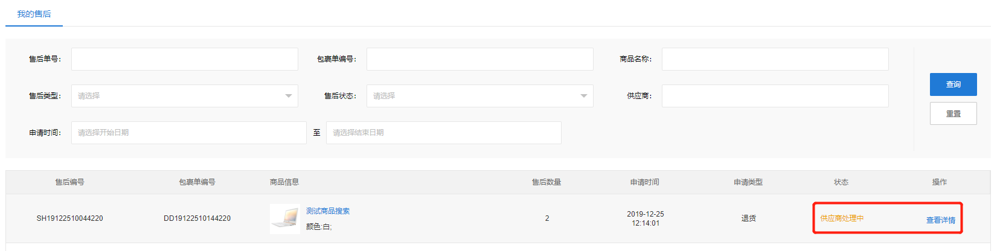 我的售后
售后单号：
包裹单编号：
商品名称：
售后类型： 请选择
售后状态： 请选择
供应商：
查询
重置
申请时间： 请选择开始日期 至 请选择结束日期
售后编号 包裹单编号 商品信息 售后数量 申请时间 申请类型 状态 操作
SH19122510044220 DD19122510144220 测试商品搜索 颜色:白; 2 2019-12-25 12:14:01 退货 供应商处理中 查看详情